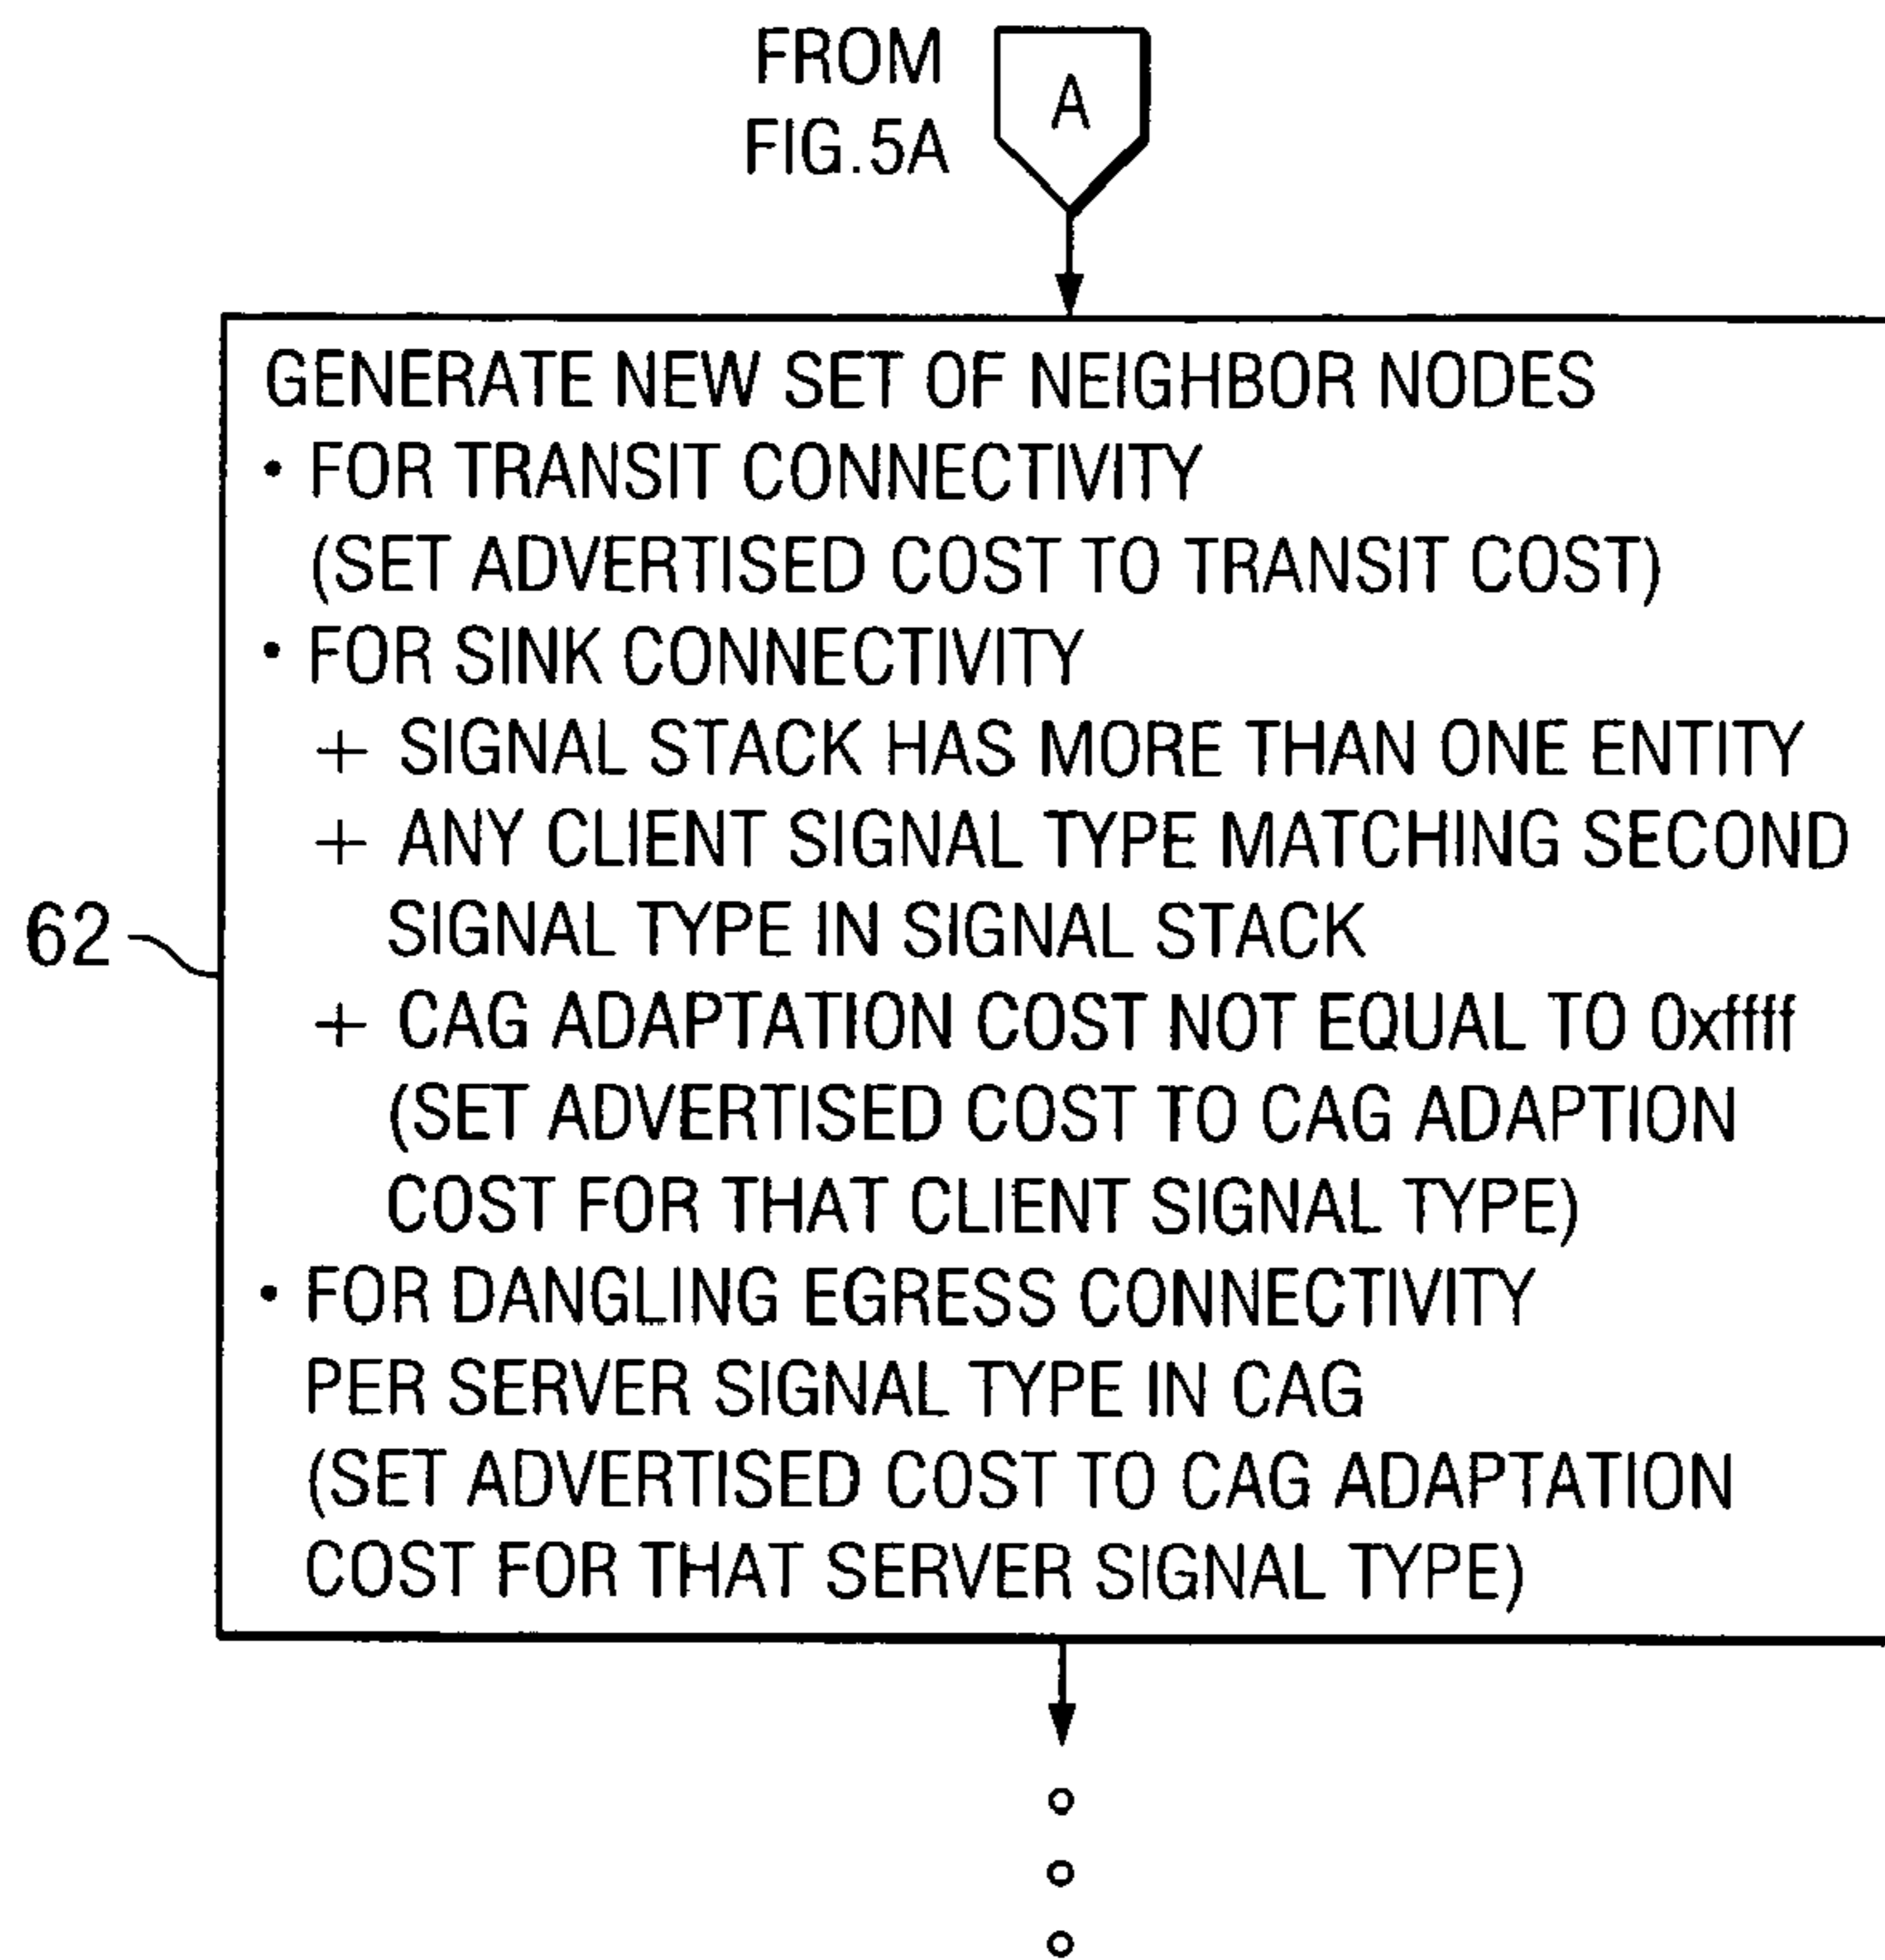 FROM
FIG.5A
A
GENERATE NEW SET OF NEIGHBOR NODES
• FOR TRANSIT CONNECTIVITY
(SET ADVERTISED COST TO TRANSIT COST)
• FOR SINK CONNECTIVITY
+ SIGNAL STACK HAS MORE THAN ONE ENTITY
+ ANY CLIENT SIGNAL TYPE MATCHING SECOND
SIGNAL TYPE IN SIGNAL STACK
+ CAG ADAPTATION COST NOT EQUAL TO 0xffff
(SET ADVERTISED COST TO CAG ADAPTION
COST FOR THAT CLIENT SIGNAL TYPE)
• FOR DANGLING EGRESS CONNECTIVITY
PER SERVER SIGNAL TYPE IN CAG
(SET ADVERTISED COST TO CAG ADAPTATION
COST FOR THAT SERVER SIGNAL TYPE)
62